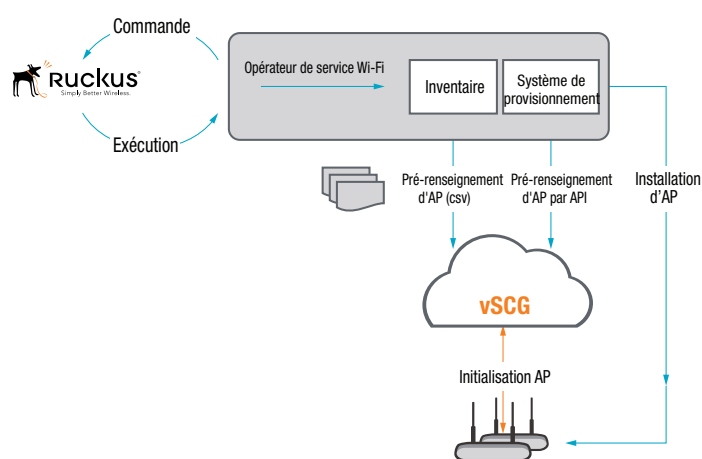 Commande
Ruckus
Simply Better Wireless.
Exécution
Opérateur de service Wi-Fi
Inventaire
Système de
provisionnement
Pré-renseignement
d'AP (csv)
Pré-renseignement
d'AP par API
Installation
d'AP
vSCG
Initialisation AP